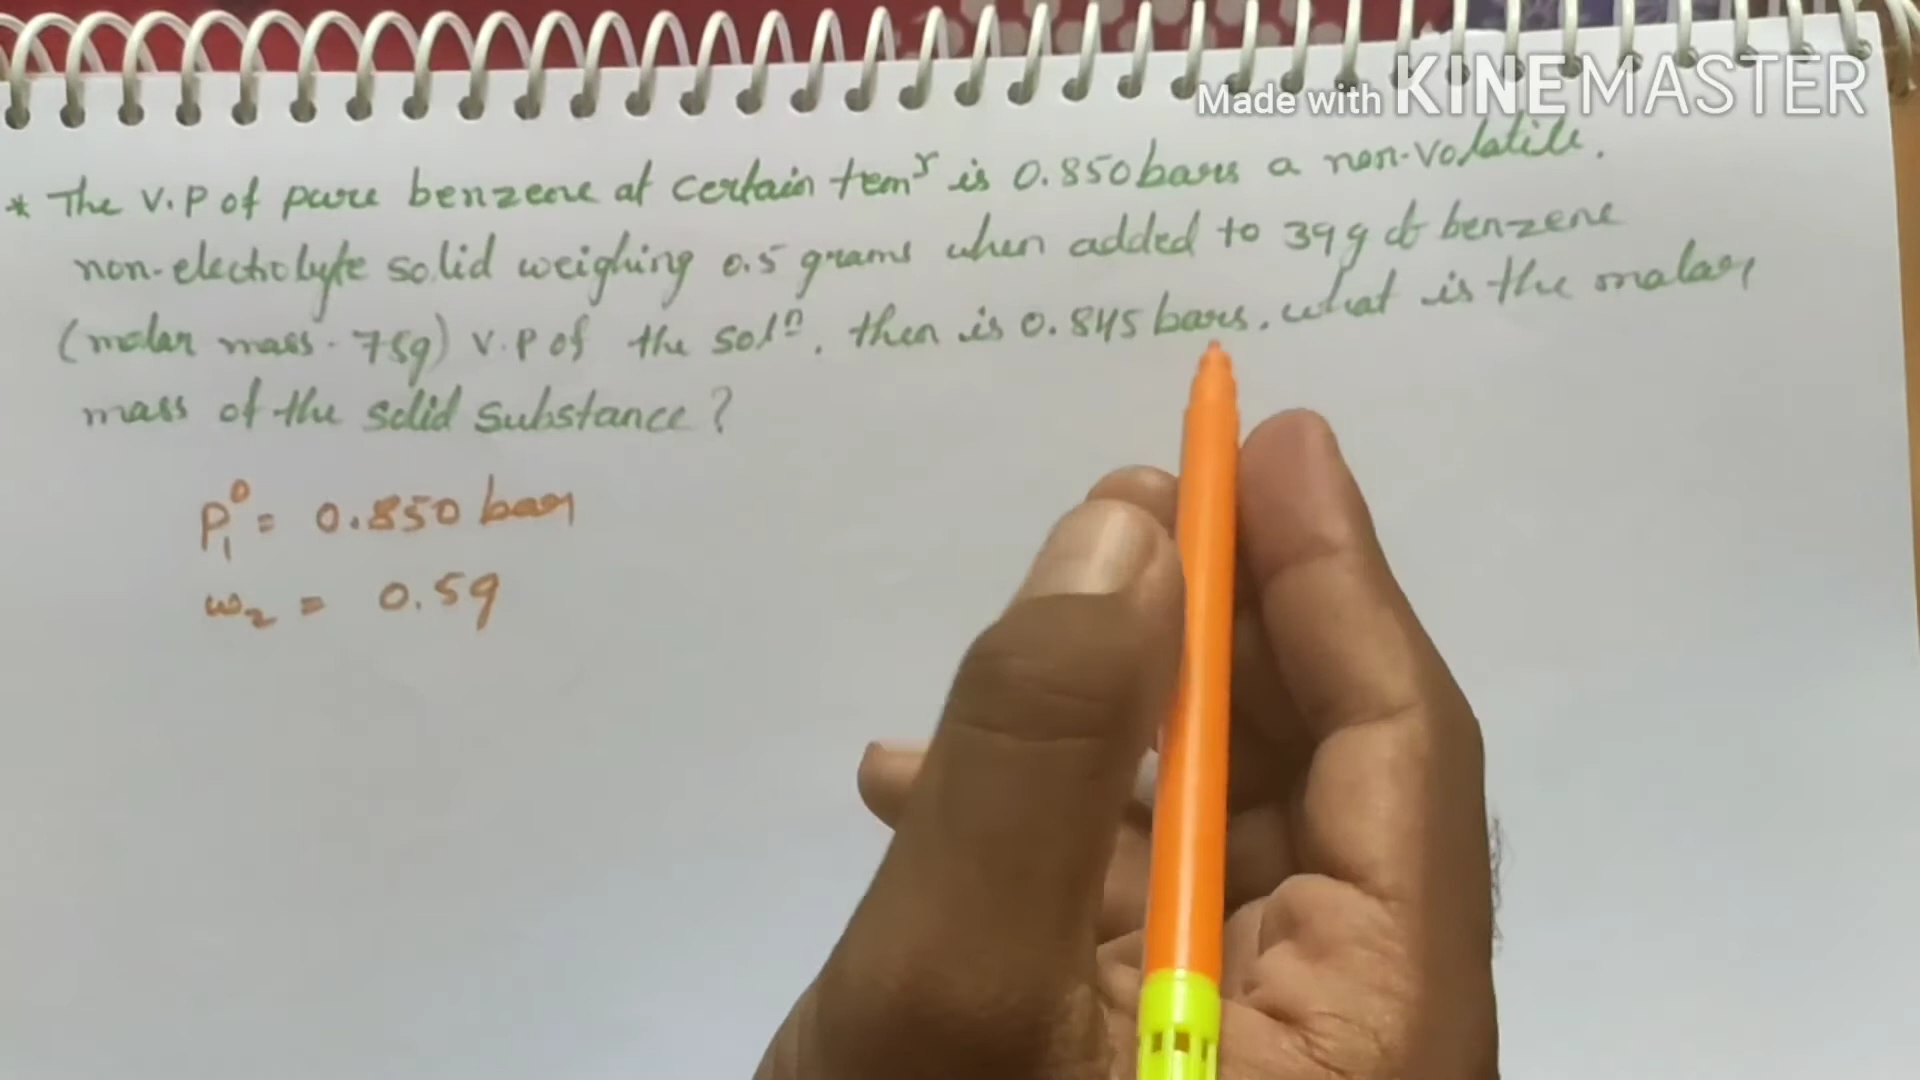 Made with KINEMASTER
* The V.P of pure benzene at certain temʳ is 0.850 bars a non-volatile.
non-electrolyte solid weighing 0.5 grams when added to 39g of benzene
(molar mass - 78g) V.P of the solⁿ. then is 0.845 bars. what is the molar
mass of the solid substance?
P₁⁰ = 0.850 bar
w₂ = 0.5g